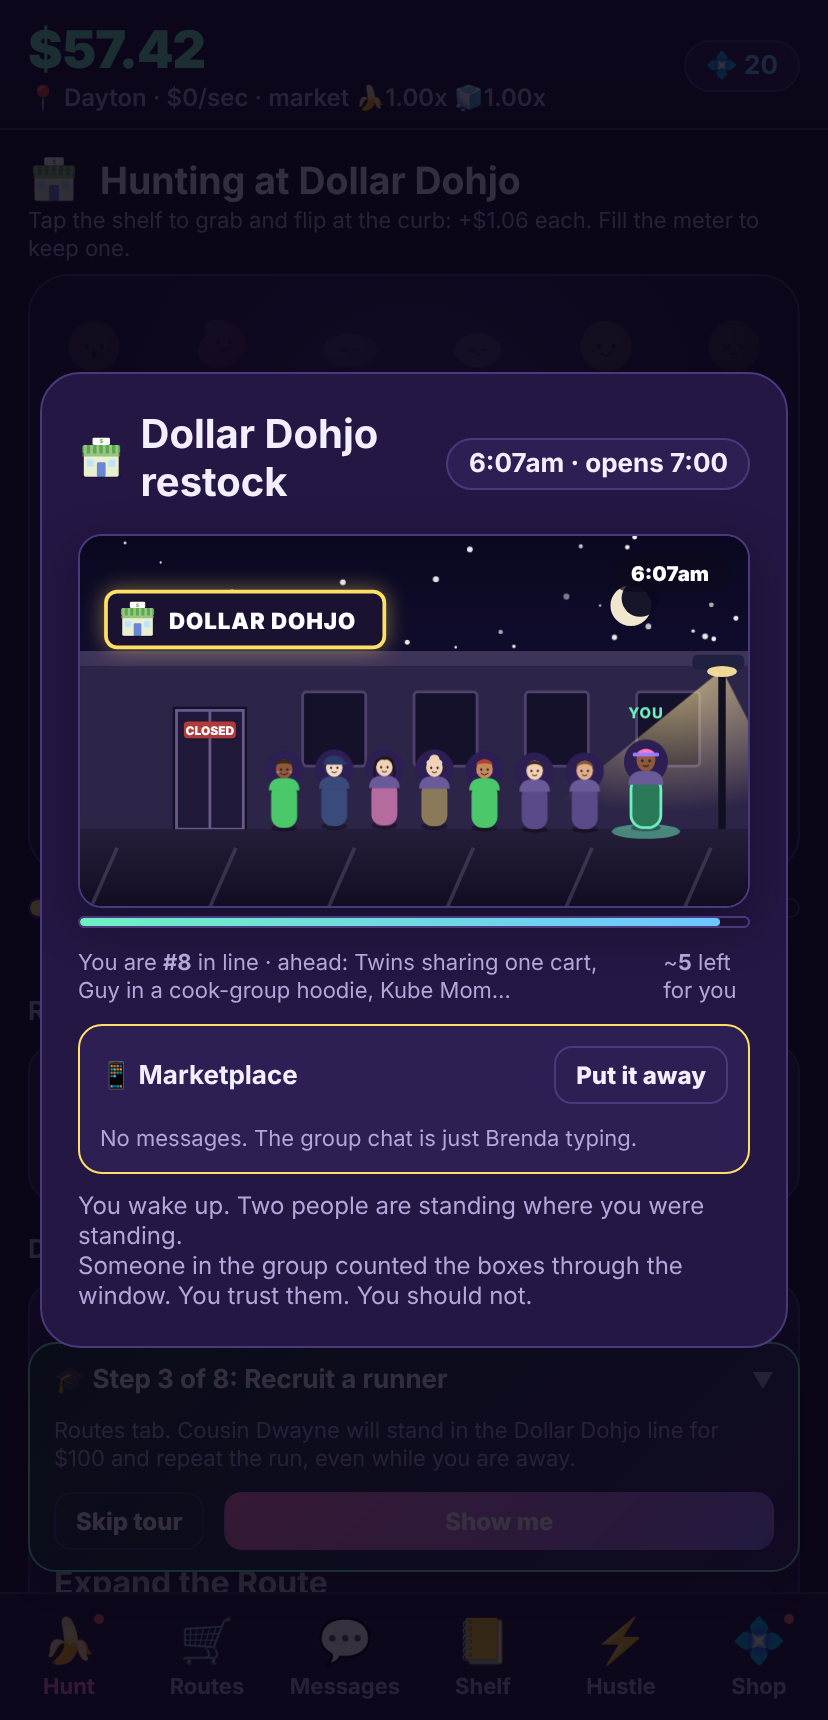 $57.42
📍 Dayton · $0/sec · market 🍌1.00x 🧊1.00x
💠 20
Hunting at Dollar Dohjo
Tap the shelf to grab and flip at the curb: +$1.06 each. Fill the meter to
keep one.
Dollar Dohjo
restock
6:07am · opens 7:00
6:07am
DOLLAR DOHJO
CLOSED
YOU
You are #8 in line · ahead: Twins sharing one cart,
Guy in a cook-group hoodie, Kube Mom...
~5 left
for you
📱 Marketplace
Put it away
No messages. The group chat is just Brenda typing.
You wake up. Two people are standing where you were
standing.
Someone in the group counted the boxes through the
window. You trust them. You should not.
🎓 Step 3 of 8: Recruit a runner
▼
Routes tab. Cousin Dwayne will stand in the Dollar Dohjo line for
$100 and repeat the run, even while you are away.
Skip tour
Show me
Expand the Route
Hunt
Routes
Messages
Shelf
Hustle
Shop